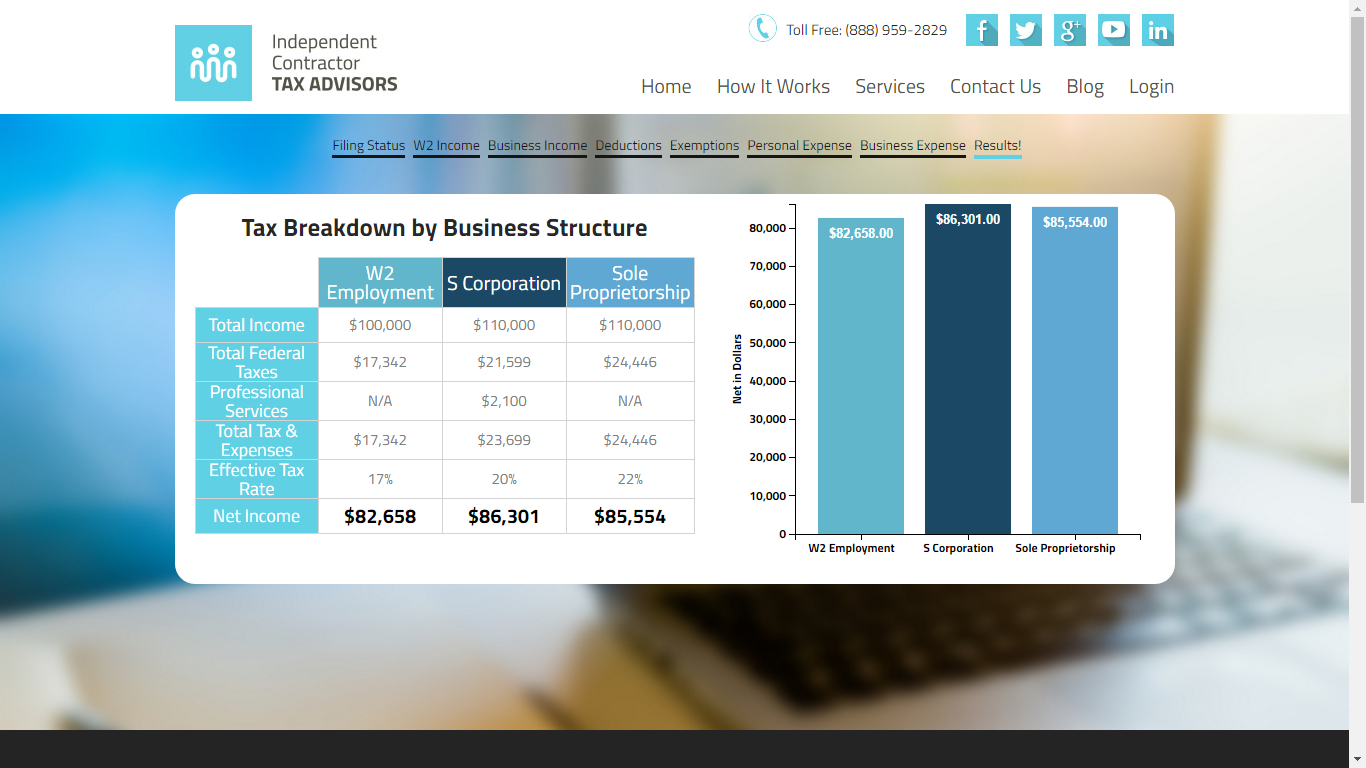 Independent
Contractor
TAX ADVISORS
Toll Free: (888) 959-2829
Home How It Works Services Contact Us Blog Login
Filing Status W2 Income Business Income Deductions Exemptions Personal Expense Business Expense Results!
Tax Breakdown by Business Structure
W2 Employment S Corporation Sole Proprietorship
Total Income $100,000 $110,000 $110,000
Total Federal Taxes $17,342 $21,599 $24,446
Professional Services N/A $2,100 N/A
Total Tax & Expenses $17,342 $23,699 $24,446
Effective Tax Rate 17% 20% 22%
Net Income $82,658 $86,301 $85,554
Net in Dollars
80,000
70,000
60,000
50,000
40,000
30,000
20,000
10,000
0
$82,658.00 $86,301.00 $85,554.00
W2 Employment S Corporation Sole Proprietorship